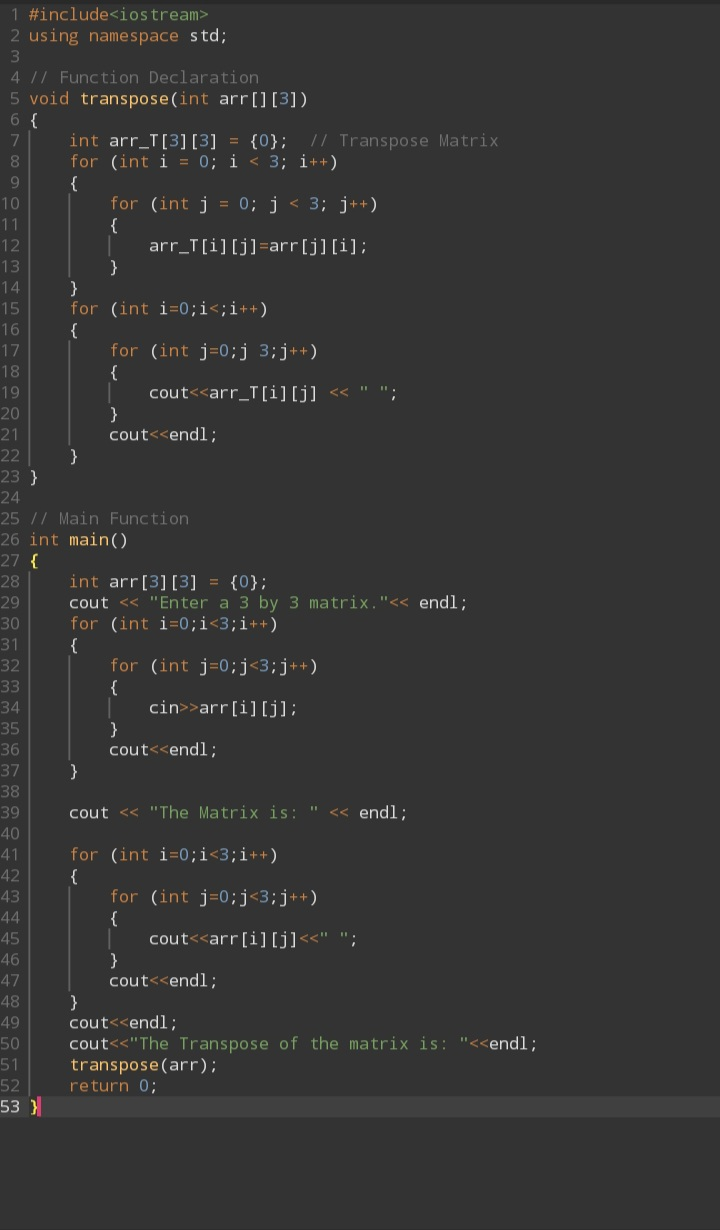 1 #include<iostream>
2 using namespace std;
3
4 // Function Declaration
5 void transpose(int arr[][3])
6 {
7     int arr_T[3][3] = {0};  // Transpose Matrix
8     for (int i = 0; i < 3; i++)
9     {
10         for (int j = 0; j < 3; j++)
11         {
12             arr_T[i][j]=arr[j][i];
13         }
14     }
15     for (int i=0;i<;i++)
16     {
17         for (int j=0;j 3;j++)
18         {
19             cout<<arr_T[i][j] << " ";
20         }
21         cout<<endl;
22     }
23 }
24
25 // Main Function
26 int main()
27 {
28     int arr[3][3] = {0};
29     cout << "Enter a 3 by 3 matrix."<< endl;
30     for (int i=0;i<3;i++)
31     {
32         for (int j=0;j<3;j++)
33         {
34             cin>>arr[i][j];
35         }
36         cout<<endl;
37     }
38
39     cout << "The Matrix is: " << endl;
40
41     for (int i=0;i<3;i++)
42     {
43         for (int j=0;j<3;j++)
44         {
45             cout<<arr[i][j]<<" ";
46         }
47         cout<<endl;
48     }
49     cout<<endl;
50     cout<<"The Transpose of the matrix is: "<<endl;
51     transpose(arr);
52     return 0;
53 }